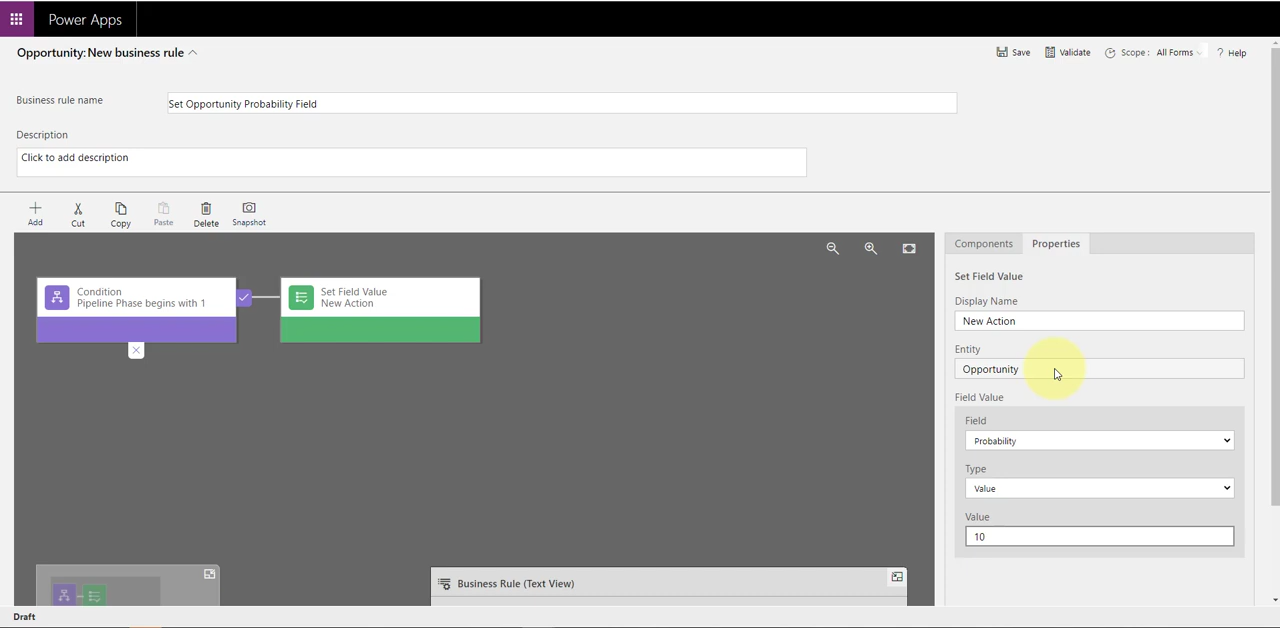 Power Apps
Opportunity: New business rule
Save Validate Scope : All Forms ? Help
Business rule name
Set Opportunity Probability Field
Description
Click to add description
Add Cut Copy Paste Delete Snapshot
Condition
Pipeline Phase begins with 1
Set Field Value
New Action
Business Rule (Text View)
Components Properties
Set Field Value
Display Name
New Action
Entity
Opportunity
Field Value
Field
Probability
Type
Value
Value
10
Draft